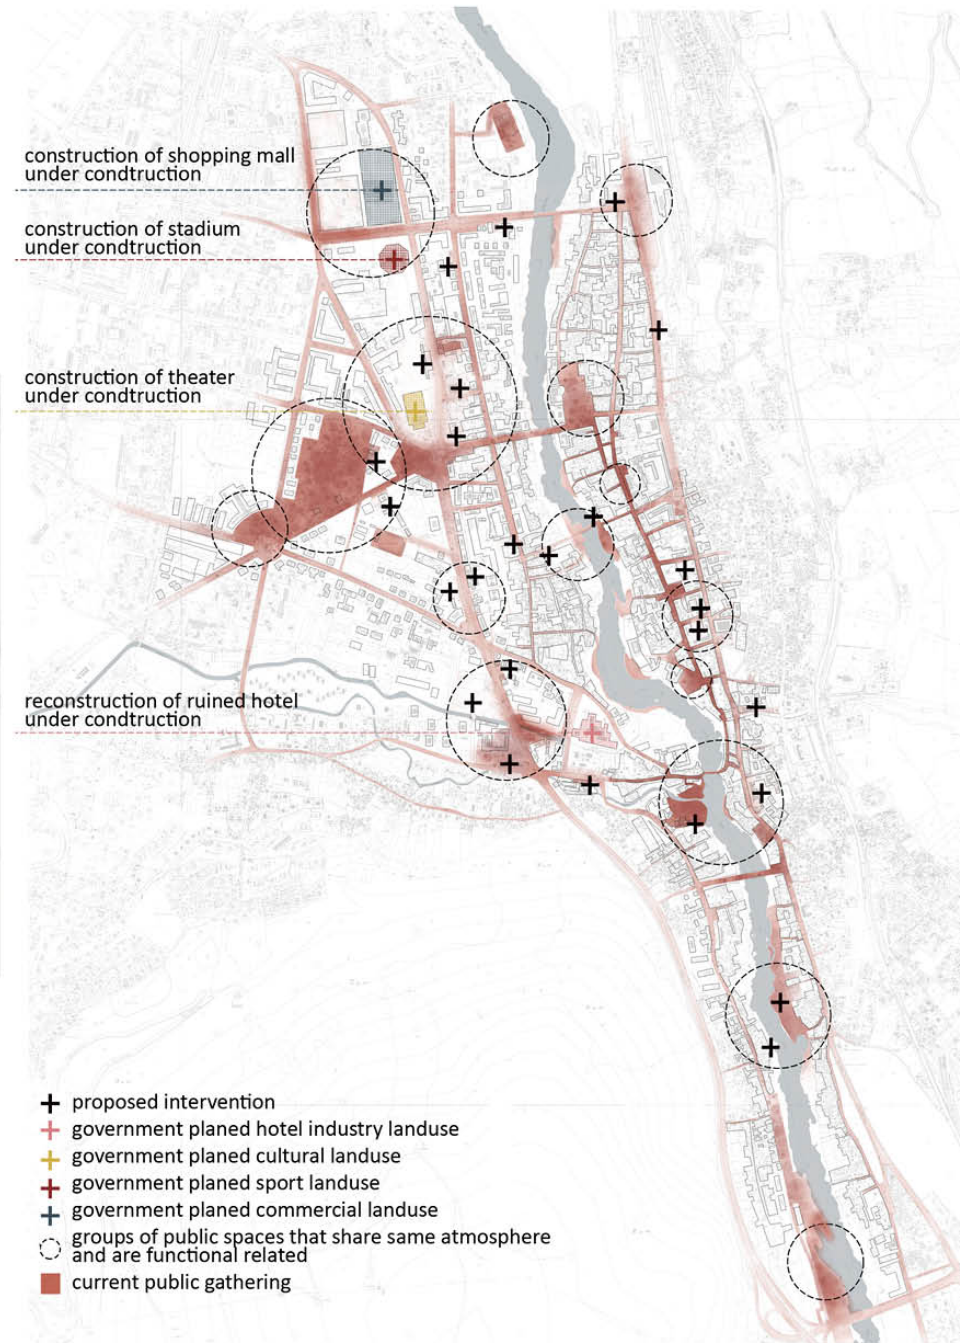 construction of shopping mall
under condtruction
construction of stadium
under condtruction
construction of theater
under condtruction
reconstruction of ruined hotel
under condtruction
proposed intervention
government planed hotel industry landuse
government planed cultural landuse
government planed sport landuse
government planed commercial landuse
groups of public spaces that share same atmosphere
and are functional related
current public gathering